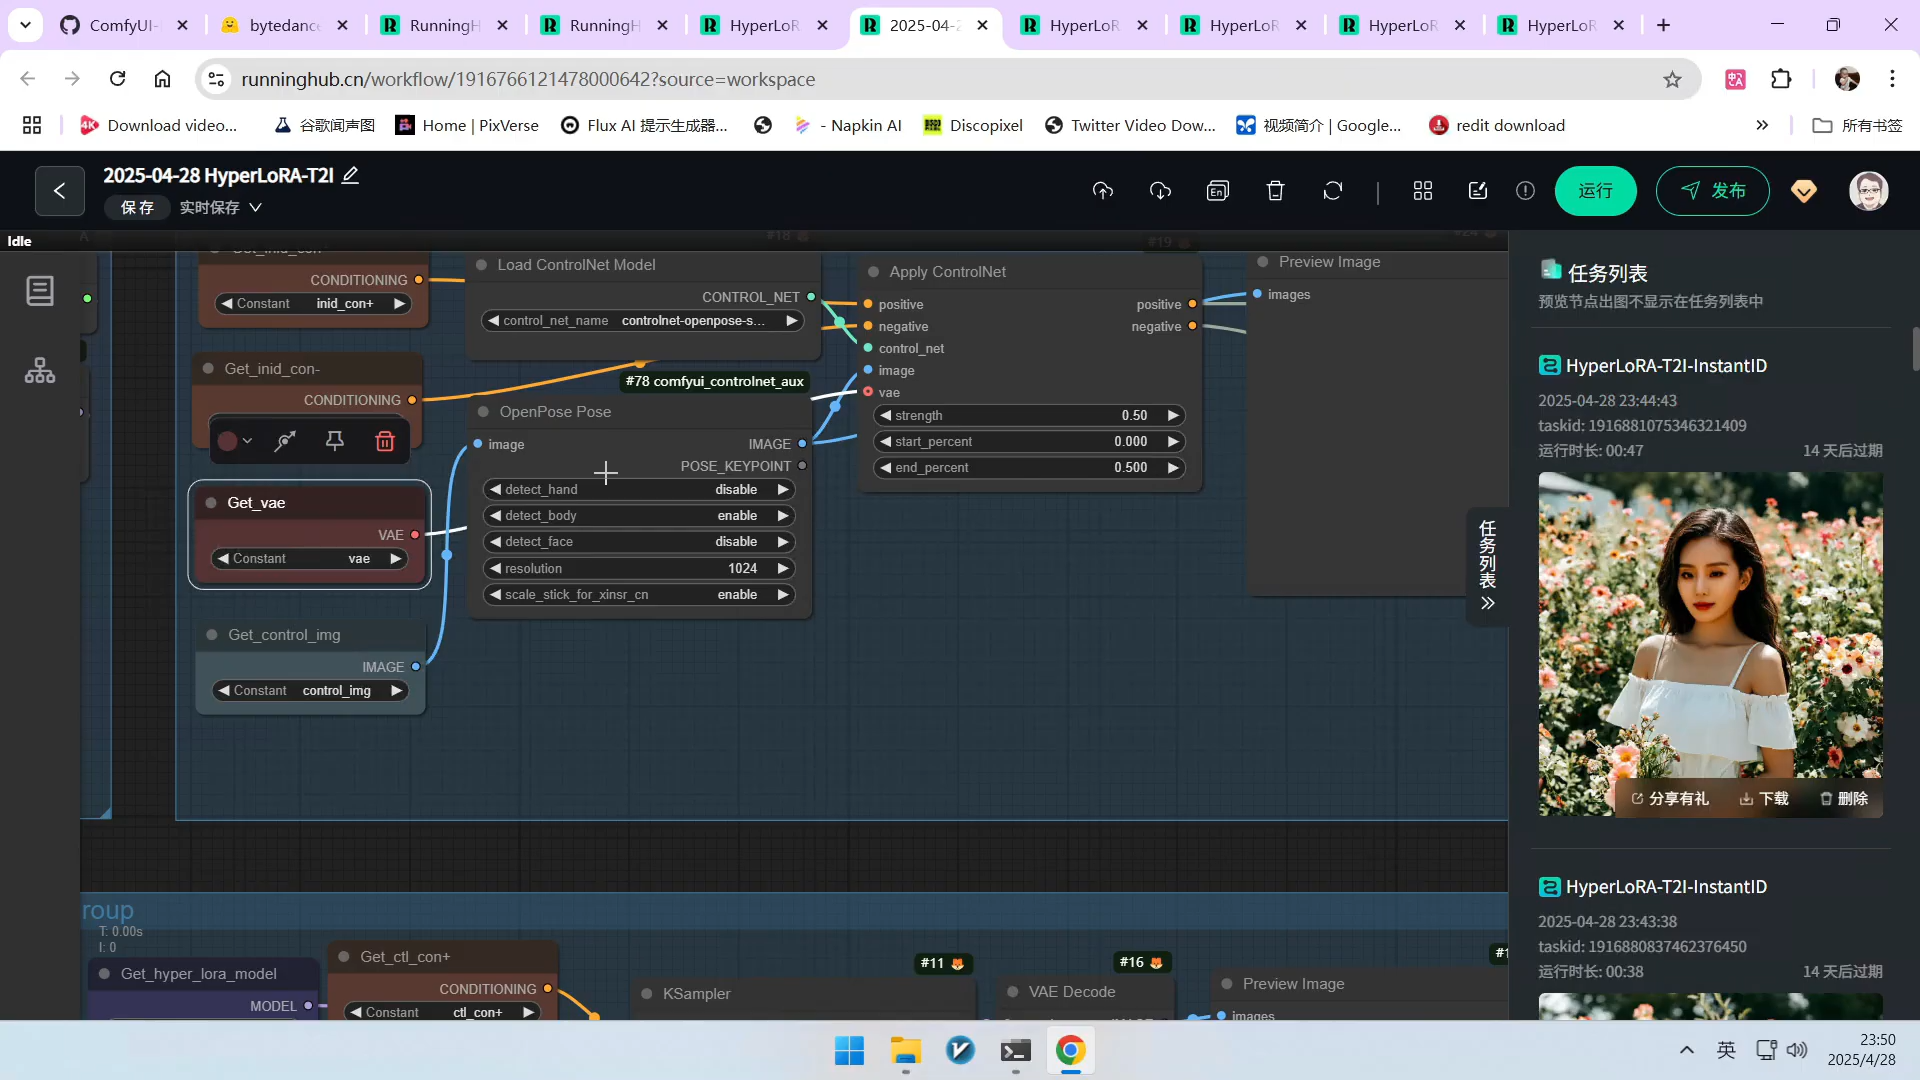 ComfyUI-
bytedance
RunningH
RunningH
HyperLoR
2025-04-2
HyperLoR
HyperLoR
HyperLoR
HyperLoR
runninghub.cn/workflow/1916766121478000642?source=workspace
Download video...
谷歌闻声图
Home | PixVerse
Flux AI 提示生成器...
- Napkin AI
Discopixel
Twitter Video Dow...
视频简介 | Google...
redit download
所有书签
2025-04-28 HyperLoRA-T2I
保存
实时保存
En
运行
发布
Idle
#18
#19
#24
CONDITIONING
Constant inid_con+
Get_inid_con-
CONDITIONING
Get_vae
VAE
Constant vae
Get_control_img
IMAGE
Constant control_img
Load ControlNet Model
CONTROL_NET
control_net_name controlnet-openpose-s...
#78 comfyui_controlnet_aux
OpenPose Pose
image IMAGE
POSE_KEYPOINT
detect_hand disable
detect_body enable
detect_face disable
resolution 1024
scale_stick_for_xinsr_cn enable
Apply ControlNet
positive positive
negative negative
control_net
image
vae
strength 0.50
start_percent 0.000
end_percent 0.500
Preview Image
images
任务列表
任务列表
预览节点出图不显示在任务列表中
HyperLoRA-T2I-InstantID
2025-04-28 23:44:43
taskid: 1916881075346321409
运行时长: 00:47 14 天后过期
分享有礼 下载 删除
HyperLoRA-T2I-InstantID
2025-04-28 23:43:38
taskid: 1916880837462376450
运行时长: 00:38 14 天后过期
roup
T: 0.00s
I: 0
Get_hyper_lora_model
MODEL
Get_ctl_con+
CONDITIONING
Constant ctl_con+
#11
KSampler
#16
VAE Decode
Preview Image
images
英
23:50
2025/4/28